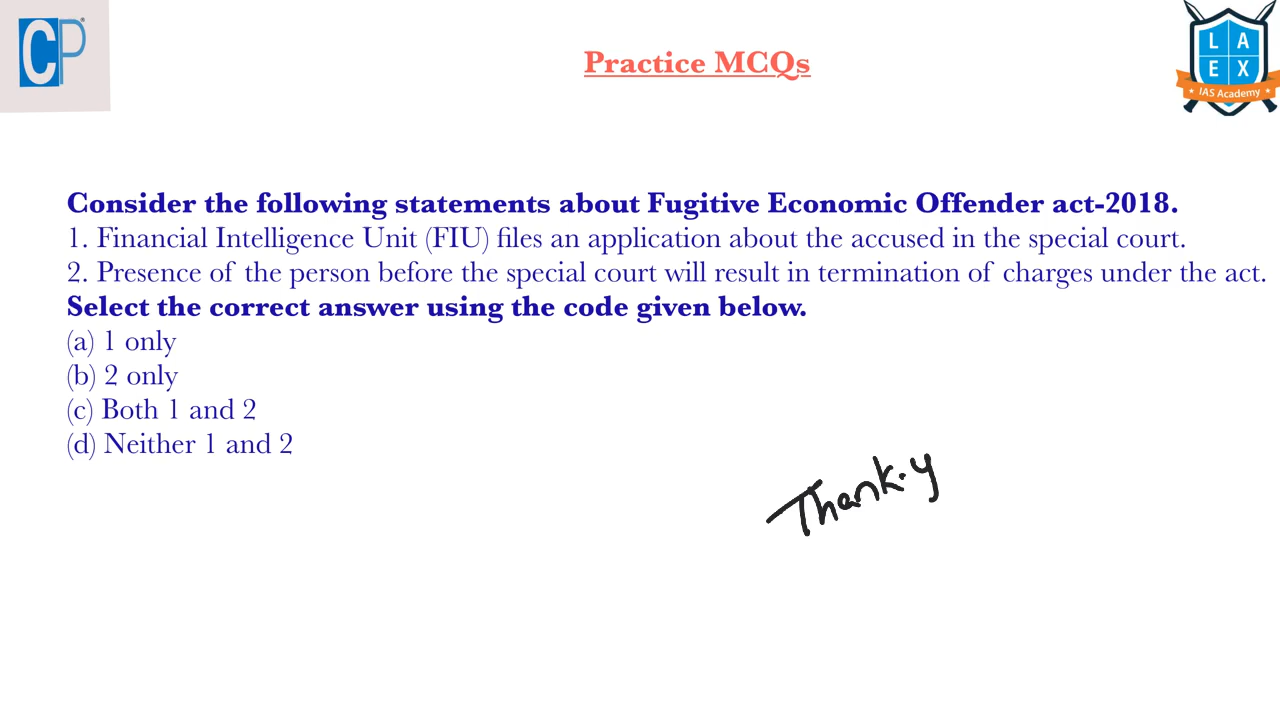 CP
Practice MCQs
L A
E X
IAS Academy
Consider the following statements about Fugitive Economic Offender act-2018.
1. Financial Intelligence Unit (FIU) files an application about the accused in the special court.
2. Presence of the person before the special court will result in termination of charges under the act.
Select the correct answer using the code given below.
(a) 1 only
(b) 2 only
(c) Both 1 and 2
(d) Neither 1 and 2
Thank.y